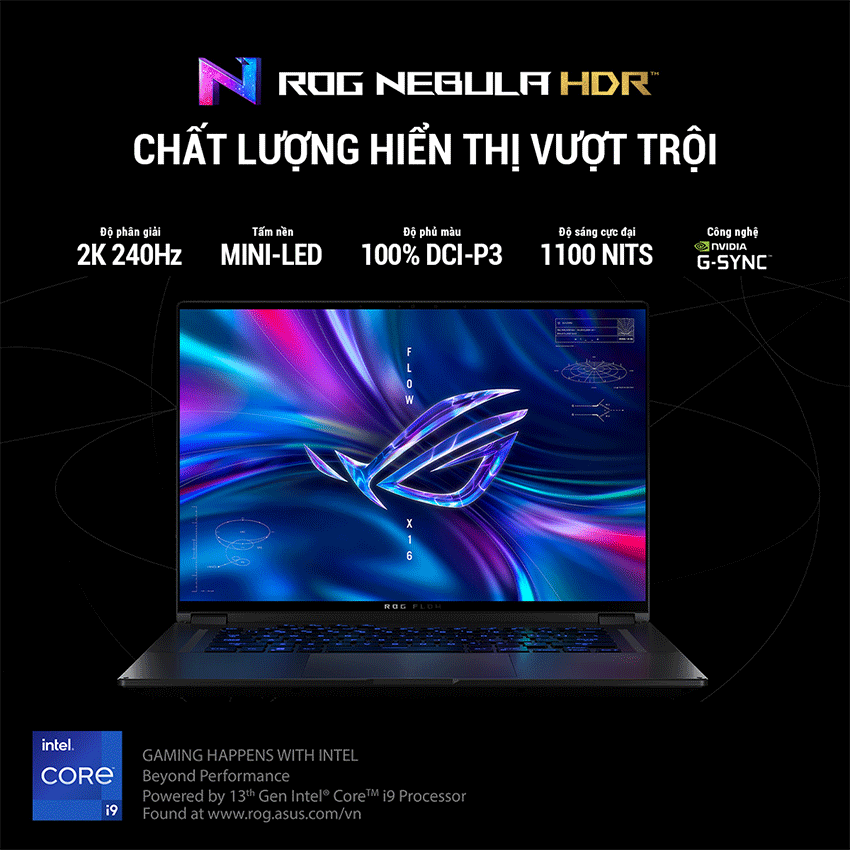 ROG NEBULA HDR™
CHẤT LƯỢNG HIỂN THỊ VƯỢT TRỘI
Độ phân giải
2K 240Hz
Tấm nền
MINI-LED
Độ phủ màu
100% DCI-P3
Độ sáng cực đại
1100 NITS
Công nghệ
NVIDIA
G-SYNC™
FLOW
X16
ROG FLOW
intel.
CORE
i9
GAMING HAPPENS WITH INTEL
Beyond Performance
Powered by 13th Gen Intel® Core™ i9 Processor
Found at www.rog.asus.com/vn